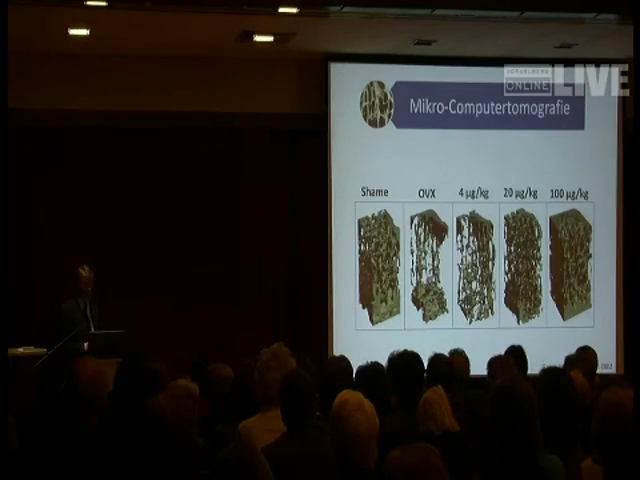 VORARLBERG
ONLINE LIVE
Mikro-Computertomografie
Shame OVX 4 µg/kg 20 µg/kg 100 µg/kg